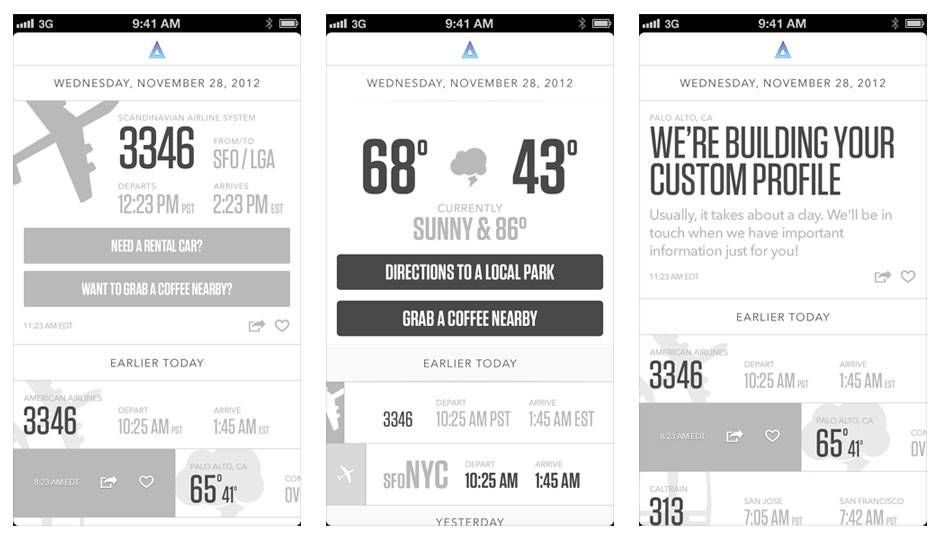 3G 9:41 AM
WEDNESDAY, NOVEMBER 28, 2012
SCANDINAVIAN AIRLINE SYSTEM
3346
FROM/TO
SFO / LGA
DEPARTS
12:23 PM PST
ARRIVES
2:23 PM EST
NEED A RENTAL CAR?
WANT TO GRAB A COFFEE NEARBY?
11:23 AM EDT
EARLIER TODAY
AMERICAN AIRLINES
3346
DEPART
10:25 AM PST
ARRIVE
1:45 AM EST
8:23 AM EDT
PALO ALTO, CA
65° 41°
CON
OV
3G 9:41 AM
WEDNESDAY, NOVEMBER 28, 2012
68° 43°
CURRENTLY
SUNNY & 86°
DIRECTIONS TO A LOCAL PARK
GRAB A COFFEE NEARBY
EARLIER TODAY
3346
DEPART
10:25 AM PST
ARRIVE
1:45 AM EST
SFONYC
DEPART
10:25 AM
ARRIVE
1:45 AM
YESTERDAY
3G 9:41 AM
WEDNESDAY, NOVEMBER 28, 2012
PALO ALTO, CA
WE'RE BUILDING YOUR
CUSTOM PROFILE
Usually, it takes about a day. We'll be in
touch when we have important
information just for you!
11:23 AM EDT
EARLIER TODAY
AMERICAN AIRLINES
3346
DEPART
10:25 AM PST
ARRIVE
1:45 AM EST
8:23 AM EDT
PALO ALTO, CA
65° 41°
CON
OV
CALTRAIN
313
SAN JOSE
7:05 AM PST
SAN FRANCISCO
7:42 AM PST